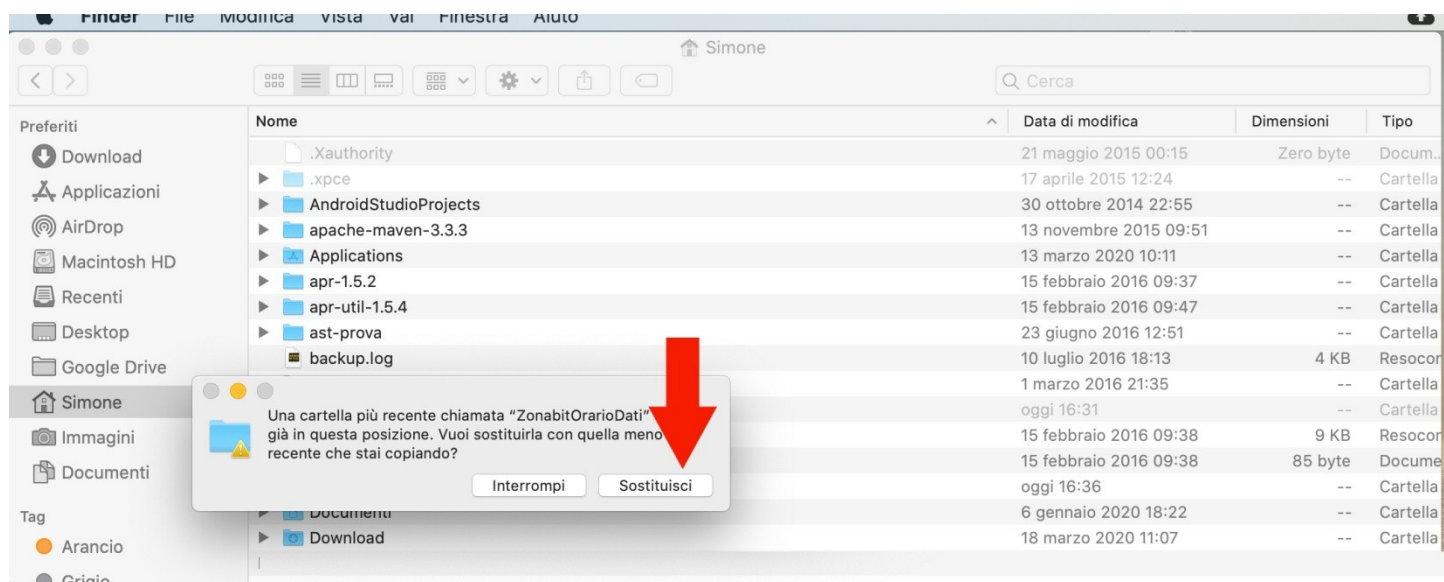 Finder File Modifica Vista Vai Finestra Aiuto
Simone
Cerca
Preferiti
Download
Applicazioni
AirDrop
Macintosh HD
Recenti
Desktop
Google Drive
Simone
Immagini
Documenti
Tag
Arancio
Grigio
Nome Data di modifica Dimensioni Tipo
.Xauthority 21 maggio 2015 00:15 Zero byte Docum..
.xpce 17 aprile 2015 12:24 -- Cartella
AndroidStudioProjects 30 ottobre 2014 22:55 -- Cartella
apache-maven-3.3.3 13 novembre 2015 09:51 -- Cartella
Applications 13 marzo 2020 10:11 -- Cartella
apr-1.5.2 15 febbraio 2016 09:37 -- Cartella
apr-util-1.5.4 15 febbraio 2016 09:47 -- Cartella
ast-prova 23 giugno 2016 12:51 -- Cartella
backup.log 10 luglio 2016 18:13 4 KB Resocor
1 marzo 2016 21:35 -- Cartella
oggi 16:31 -- Cartella
15 febbraio 2016 09:38 9 KB Resocor
15 febbraio 2016 09:38 85 byte Docume
oggi 16:36 -- Cartella
Documenti 6 gennaio 2020 18:22 -- Cartella
Download 18 marzo 2020 11:07 -- Cartella
Una cartella più recente chiamata “ZonabitOrarioDati”
già in questa posizione. Vuoi sostituirla con quella meno
recente che stai copiando?
Interrompi Sostituisci